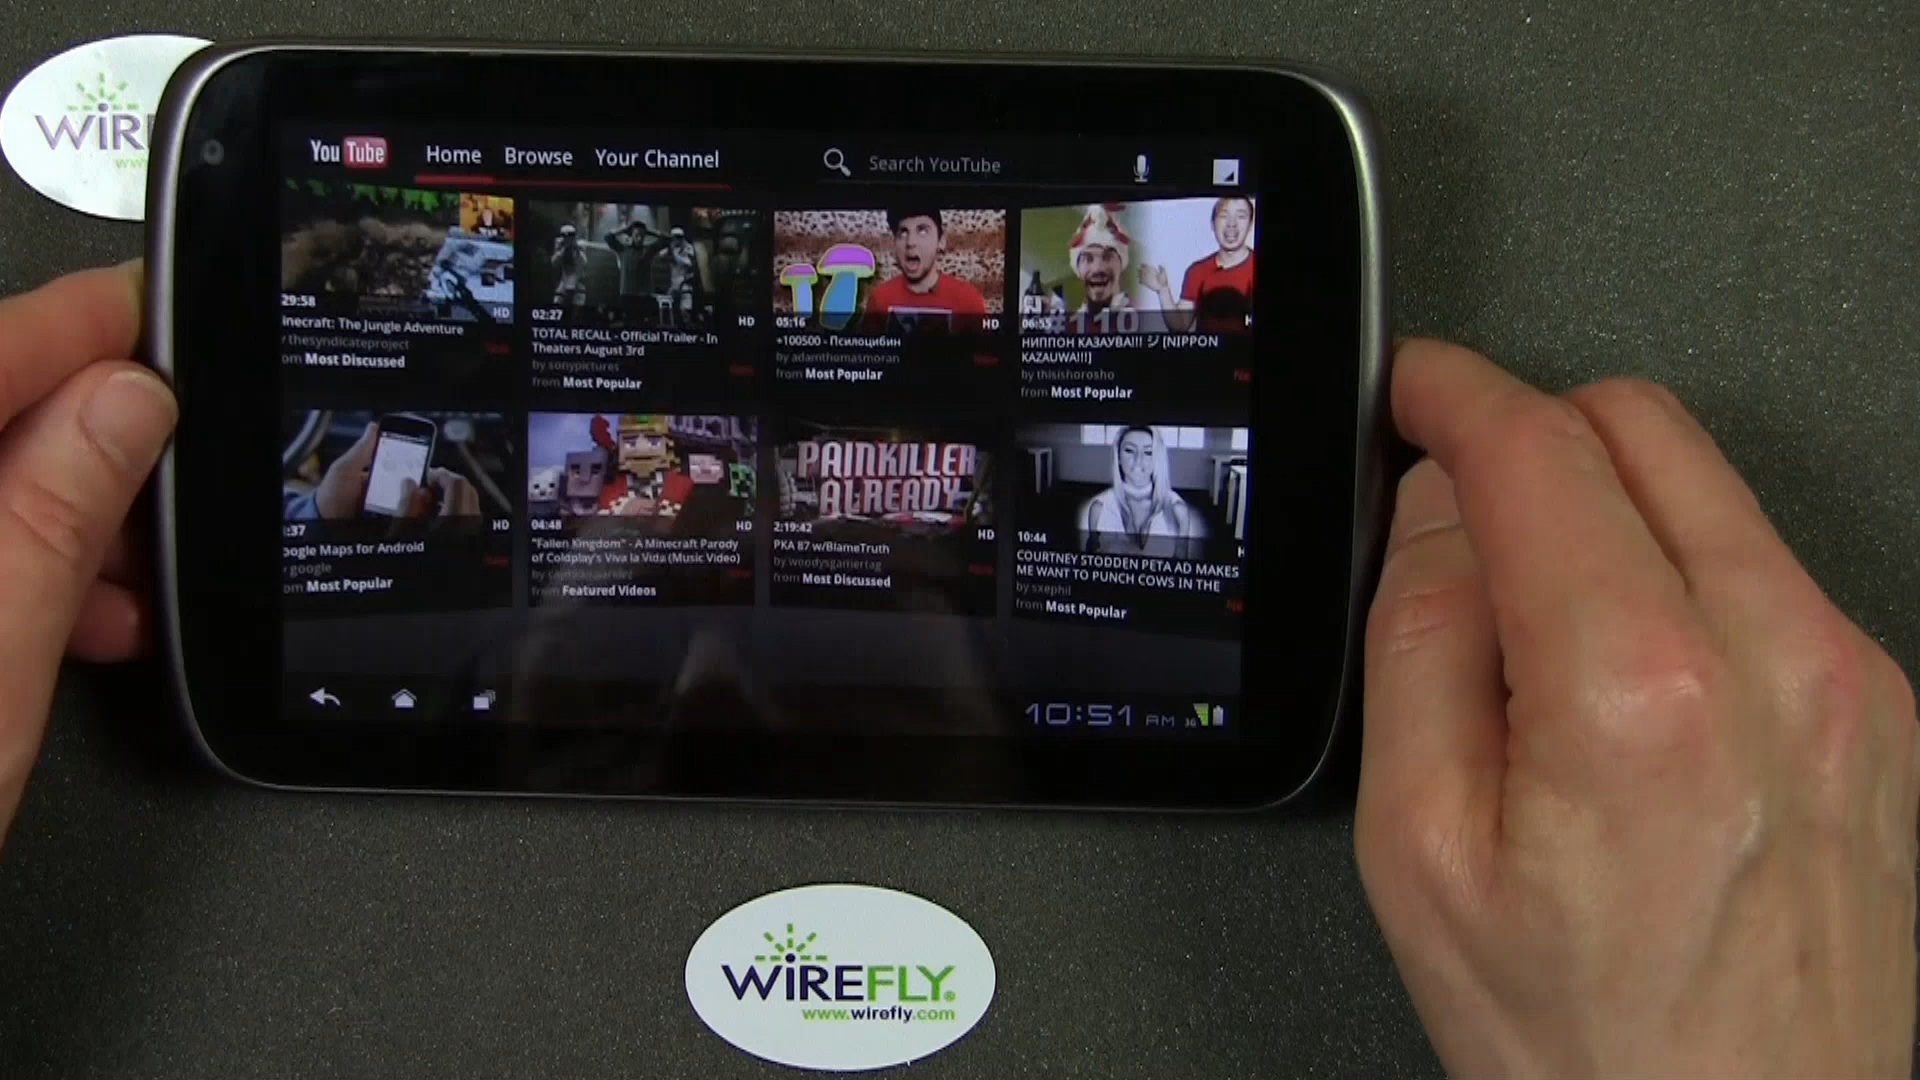 WIR
YouTube Home Browse Your Channel Search YouTube
29:58 HD
inecraft: The Jungle Adventure
thesyndicateproject
om Most Discussed
02:27 HD
TOTAL RECALL - Official Trailer - In
Theaters August 3rd
by sonypictures
from Most Popular
05:16 HD
+100500 - Псилоцибин
by adamthomasmoran
from Most Popular
#110
06:55 H
НИППОН КАЗАУВА!!! ジ [NIPPON
KAZAUWA!!!]
by thisishorosho
from Most Popular
:37 HD
oogle Maps for Android
google
om Most Popular
04:48 HD
"Fallen Kingdom" - A Minecraft Parody
of Coldplay's Viva la Vida (Music Video)
from Featured Videos
PAINKILLER
ALREADY
2:19:42 HD
PKA 87 w/BlameTruth
by woodysgamertag
from Most Discussed
10:44 H
COURTNEY STODDEN PETA AD MAKES
ME WANT TO PUNCH COWS IN THE
by sxephil
from Most Popular
10:51 AM 3G
WIREFLY®
www.wirefly.com